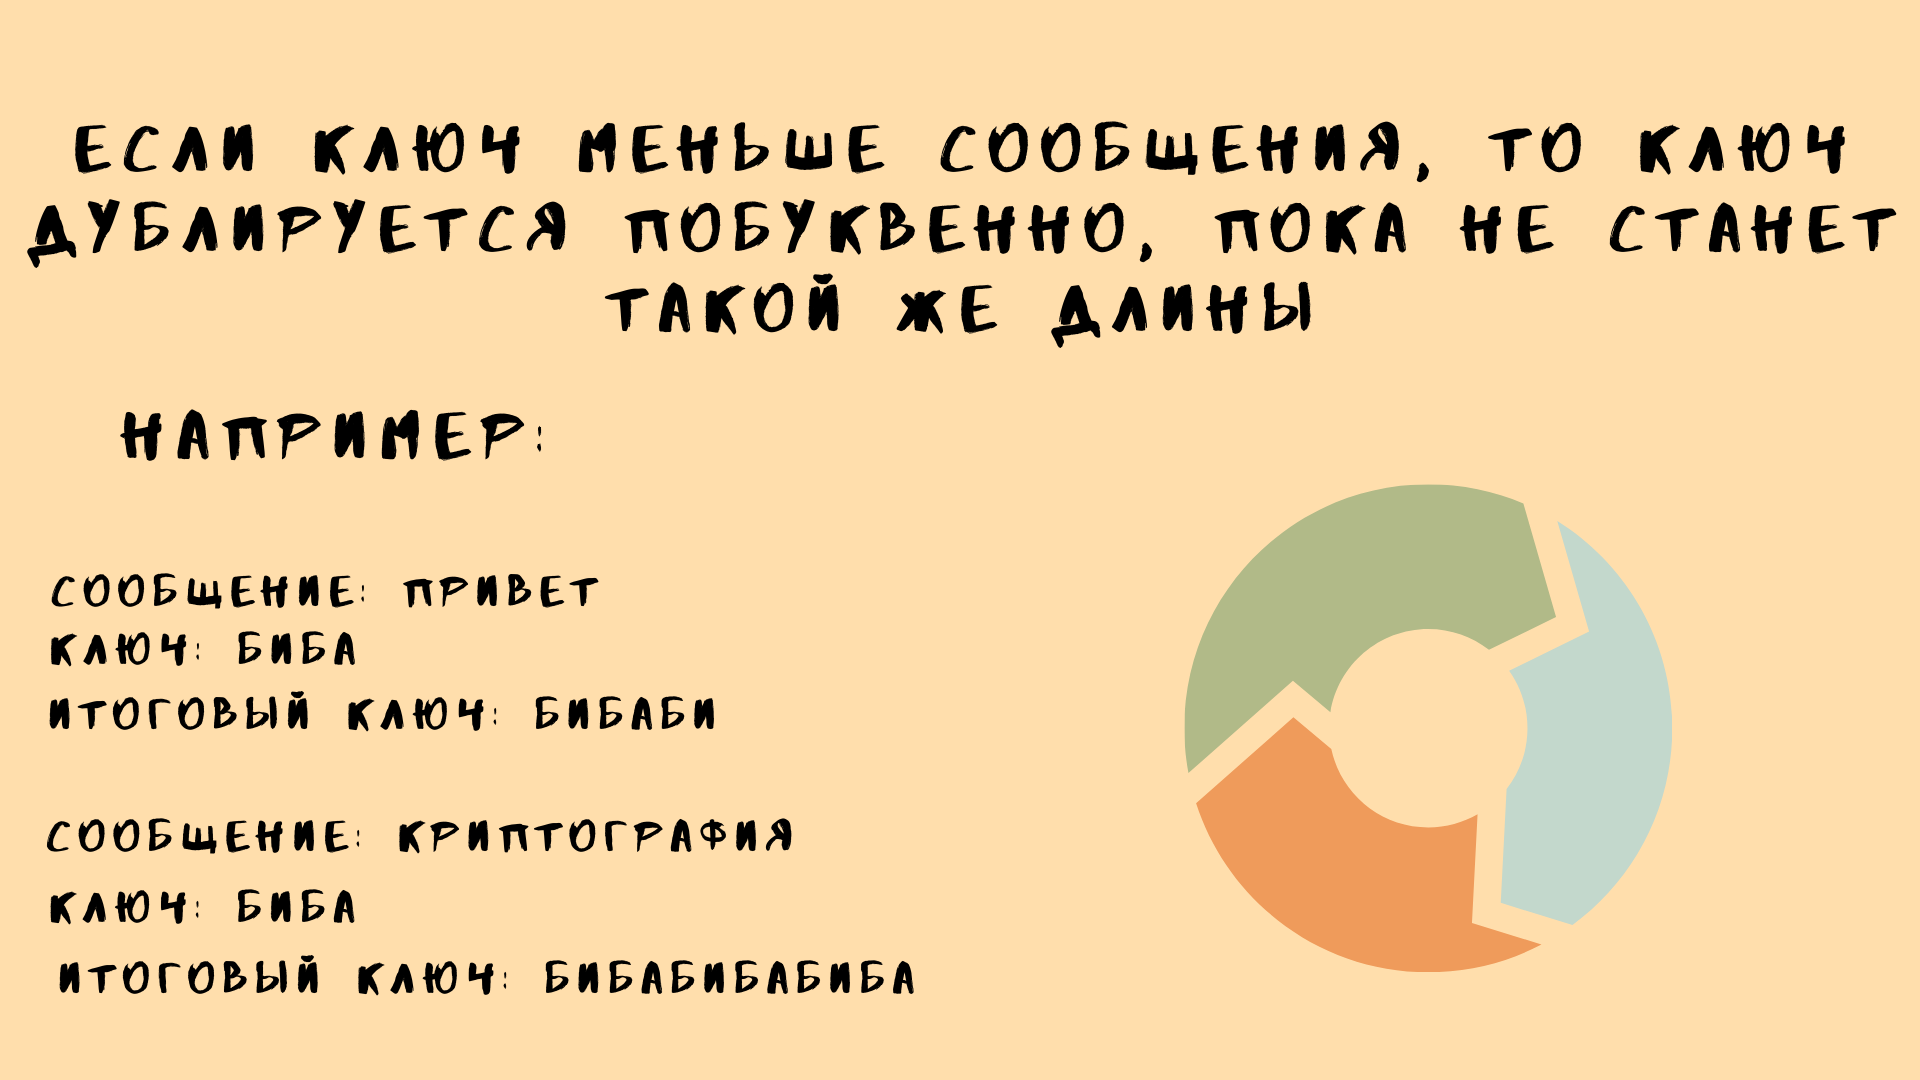 ЕСЛИ КЛЮЧ МЕНЬШЕ СООБЩЕНИЯ, ТО КЛЮЧ
ДУБЛИРУЕТСЯ ПОБУКВЕННО, ПОКА НЕ СТАНЕТ
ТАКОЙ ЖЕ ДЛИНЫ
НАПРИМЕР:
СООБЩЕНИЕ: ПРИВЕТ
КЛЮЧ: БИБА
ИТОГОВЫЙ КЛЮЧ: БИБАБИ
СООБЩЕНИЕ: КРИПТОГРАФИЯ
КЛЮЧ: БИБА
ИТОГОВЫЙ КЛЮЧ: БИБАБИБАБИБА